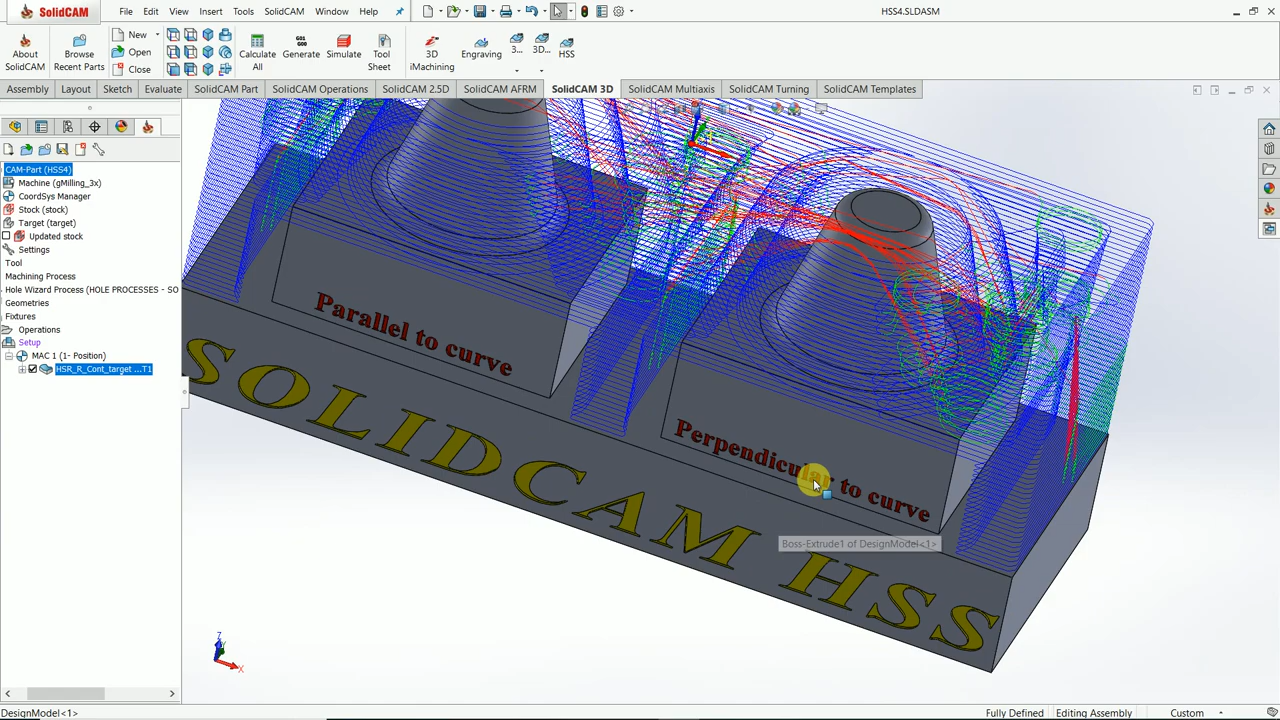 SolidCAM
File Edit View Insert Tools SolidCAM Window Help
HSS4.SLDASM
About SolidCAM
Browse Recent Parts
New
Open
Close
Calculate All
G01 G00
Generate
Simulate
Tool Sheet
3D iMachining
Engraving
3...
3D...
HSS
Assembly Layout Sketch Evaluate SolidCAM Part SolidCAM Operations SolidCAM 2.5D SolidCAM AFRM SolidCAM 3D SolidCAM Multiaxis SolidCAM Turning SolidCAM Templates
CAM-Part (HSS4)
Machine (gMilling_3x)
CoordSys Manager
Stock (stock)
Target (target)
Updated stock
Settings
Tool
Machining Process
Hole Wizard Process (HOLE PROCESSES - SO
Geometries
Fixtures
Operations
Setup
MAC 1 (1- Position)
HSR_R_Cont_target ...T1
Parallel to curve
Perpendicular to curve
SOLIDCAM HSS
Boss-Extrude1 of DesignModel<1>
Z
X
DesignModel<1>
Fully Defined
Editing Assembly
Custom